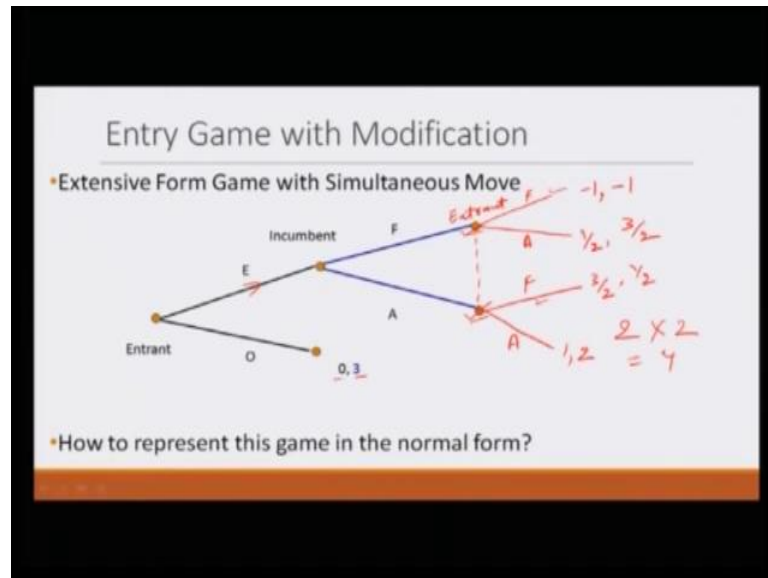 Entry Game with Modification
•Extensive Form Game with Simultaneous Move
Entrant F -1, -1
A 1/2, 3/2
Incumbent F
E
F 3/2, 1/2
A
A 1, 2
2 X 2
= 4
Entrant
O
0,3
•How to represent this game in the normal form?